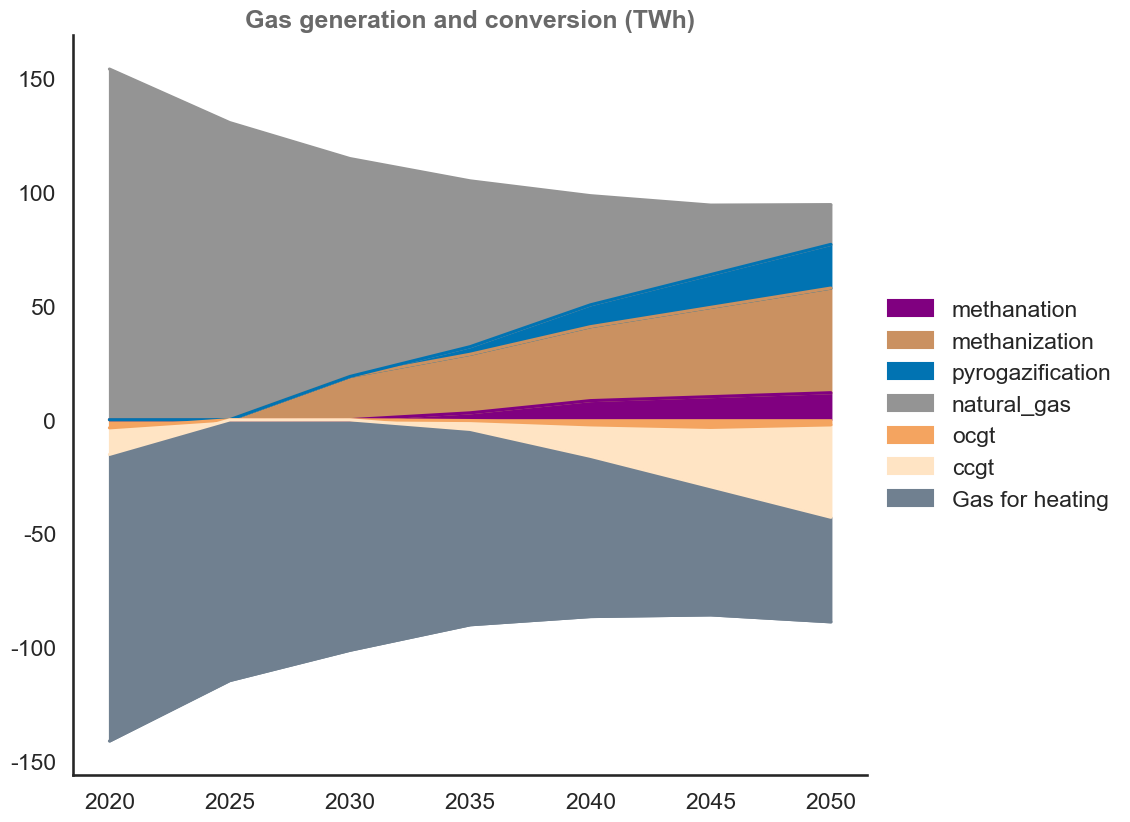 Gas generation and conversion (TWh)
150
100
50
0
-50
-100
-150
2020 2025 2030 2035 2040 2045 2050
methanation
methanization
pyrogazification
natural_gas
ocgt
ccgt
Gas for heating